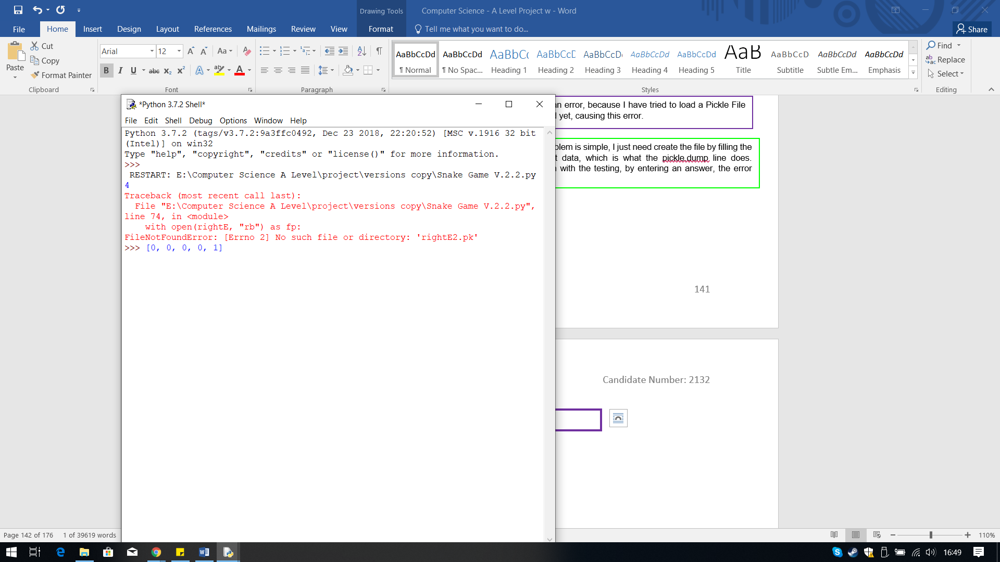 Drawing Tools
Computer Science - A Level Project w - Word
File Home Insert Design Layout References Mailings Review View Format Tell me what you want to do... Share
Paste
Cut
Copy
Format Painter
Clipboard
Arial 12
Font
Paragraph
AaBbCcDd AaBbCcDd AaBbCc AaBbCcD AaBbCcDc AaBbCcDd AaBbCcDd AaB AaBbCcD AaBbCcDd AaBbCcDd
¶ Normal ¶ No Spac... Heading 1 Heading 2 Heading 3 Heading 4 Heading 5 Title Subtitle Subtle Em... Emphasis
Styles
Find
Replace
Select
Editing
*Python 3.7.2 Shell*
File Edit Shell Debug Options Window Help
Python 3.7.2 (tags/v3.7.2:9a3ffc0492, Dec 23 2018, 22:20:52) [MSC v.1916 32 bit
(Intel)] on win32
Type "help", "copyright", "credits" or "license()" for more information.
>>>
RESTART: E:\Computer Science A Level\project\versions copy\Snake Game V.2.2.py
4
Traceback (most recent call last):
File "E:\Computer Science A Level\project\versions copy\Snake Game V.2.2.py",
line 74, in <module>
with open(rightE, "rb") as fp:
FileNotFoundError: [Errno 2] No such file or directory: 'rightE2.pk'
>>> [0, 0, 0, 0, 1]
an error, because I have tried to load a Pickle File
yet, causing this error.
blem is simple, I just need create the file by filling the
t data, which is what the pickle.dump line does.
with the testing, by entering an answer, the error
141
Candidate Number: 2132
Page 142 of 176 1 of 39619 words
110%
16:49